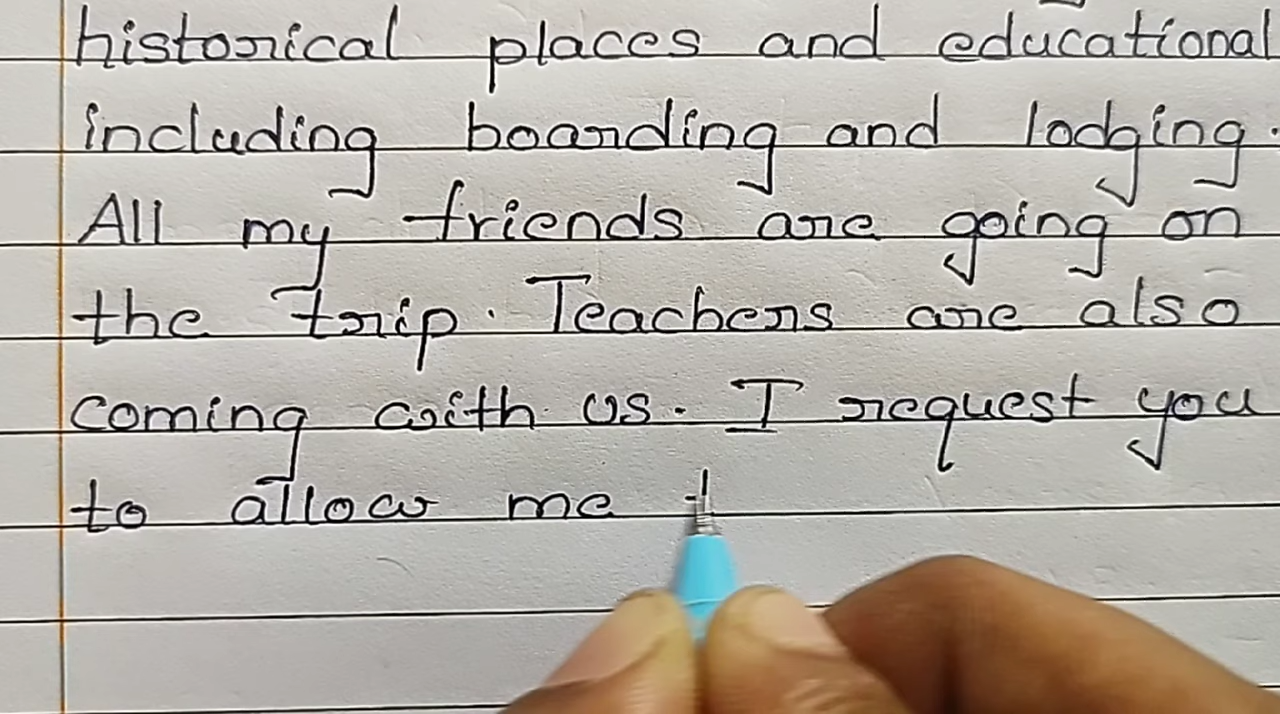 historical places and educational
including boarding and lodging.
All my friends are going on
the trip. Teachers are also
coming with us. I request you
to allow me t